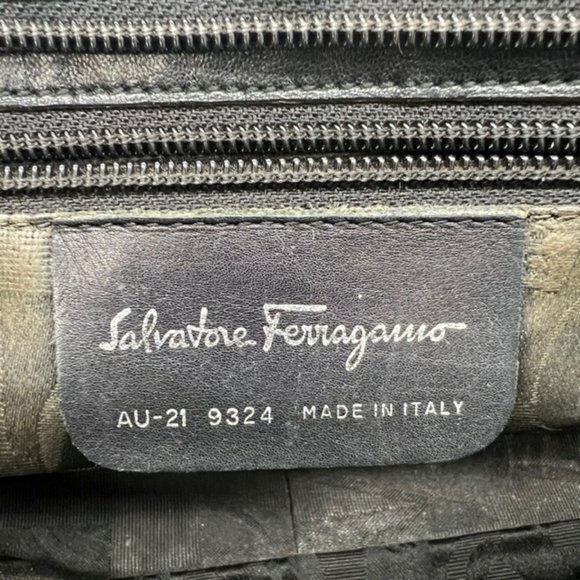 Salvatore Ferragamo
AU-21 9324 MADE IN ITALY